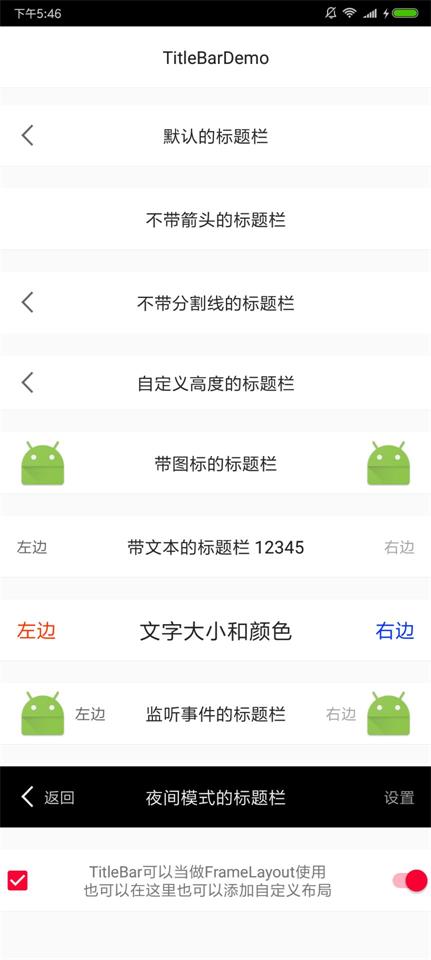 下午5:46
TitleBarDemo
默认的标题栏
不带箭头的标题栏
不带分割线的标题栏
自定义高度的标题栏
带图标的标题栏
左边 带文本的标题栏 12345 右边
左边 文字大小和颜色 右边
左边 监听事件的标题栏 右边
返回 夜间模式的标题栏 设置
TitleBar可以当做FrameLayout使用
也可以在这里也可以添加自定义布局